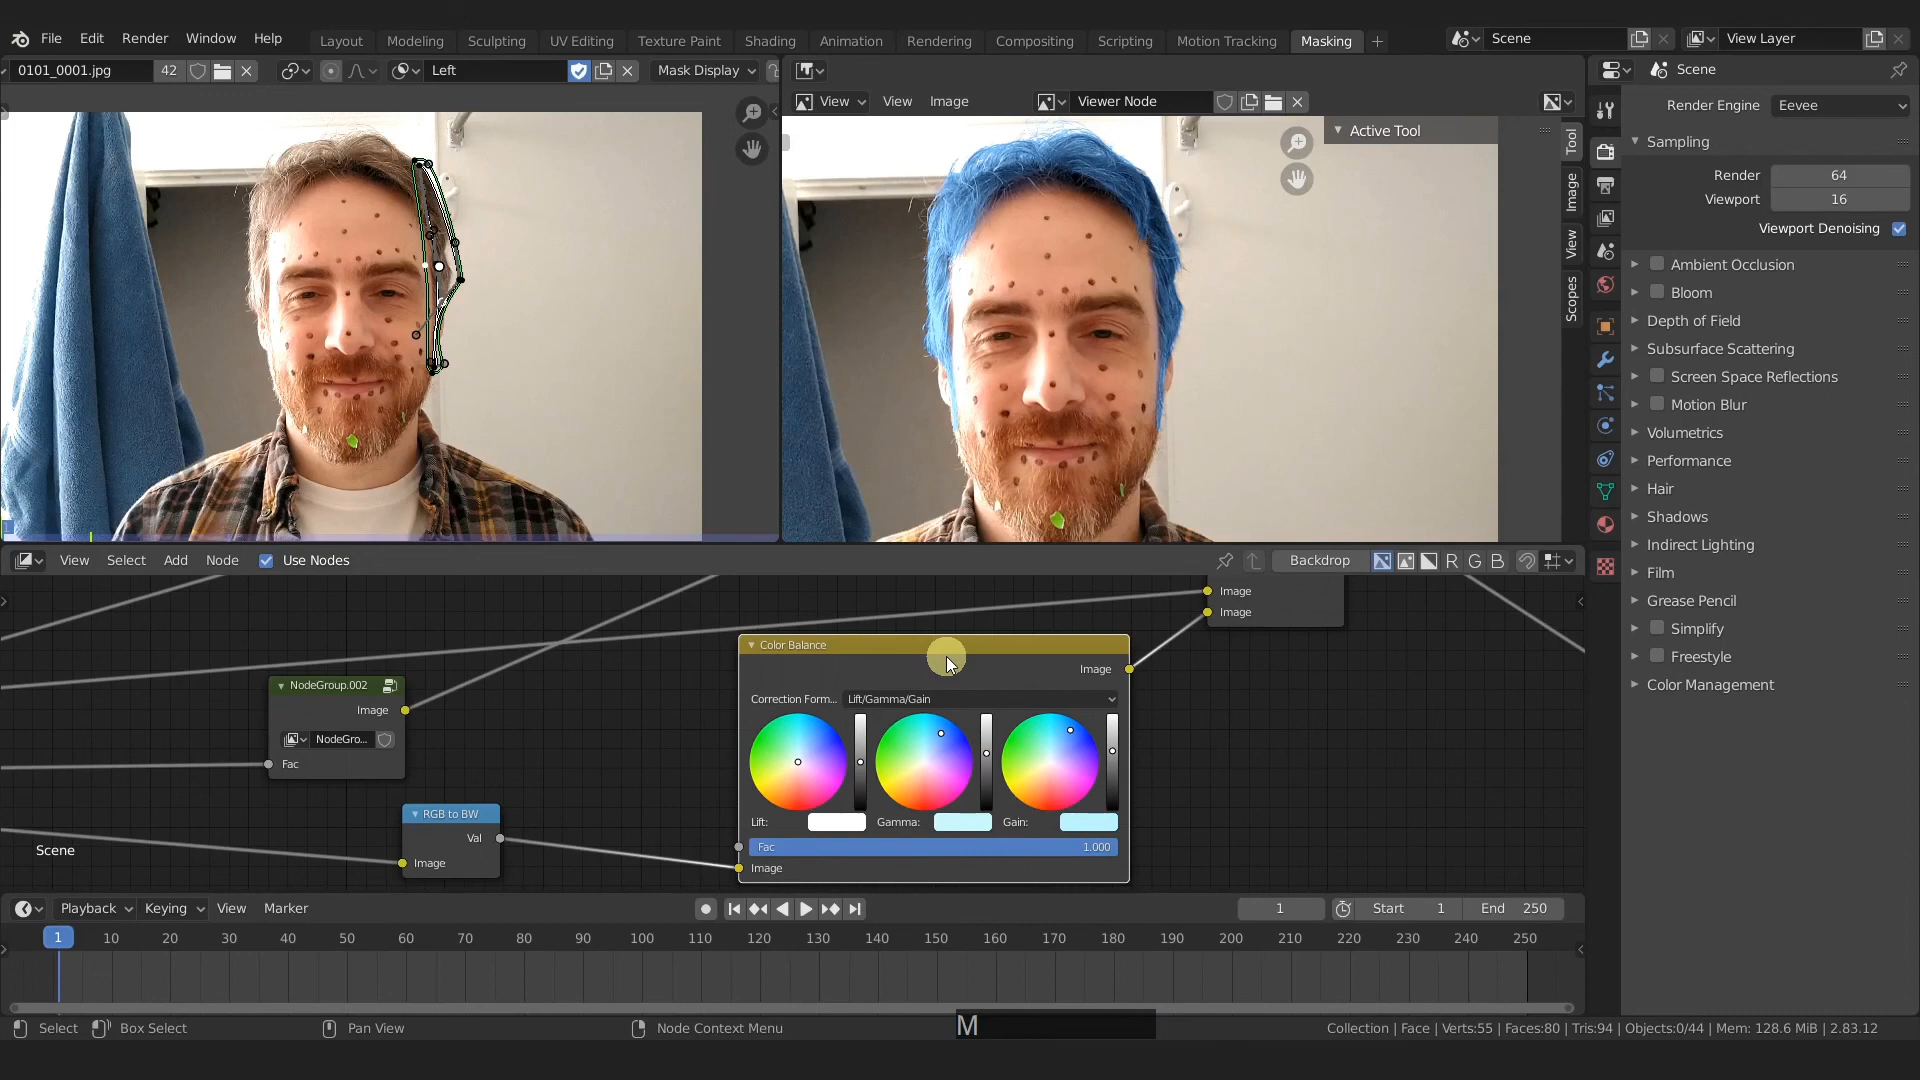 File Edit Render Window Help Layout Modeling Sculpting UV Editing Texture Paint Shading Animation Rendering Compositing Scripting Motion Tracking Masking Scene View Layer
0101_0001.jpg 42 Left Mask Display
Scene
View View Image Viewer Node
Render Engine Eevee
Active Tool
Tool
Image
View
Scopes
Sampling
Render 64
Viewport 16
Viewport Denoising
Ambient Occlusion
Bloom
Depth of Field
Subsurface Scattering
Screen Space Reflections
Motion Blur
Volumetrics
Performance
Hair
Shadows
Indirect Lighting
Film
Grease Pencil
Simplify
Freestyle
Color Management
View Select Add Node Use Nodes Backdrop R G B
Image
Image
Color Balance
Image
Correction Form... Lift/Gamma/Gain
Lift: Gamma: Gain:
Fac 1.000
Image
NodeGroup.002
Image
NodeGro...
Fac
RGB to BW
Val
Image
Scene
Playback Keying View Marker 1 Start 1 End 250
1 10 20 30 40 50 60 70 80 90 100 110 120 130 140 150 160 170 180 190 200 210 220 230 240 250
Select Box Select Pan View Node Context Menu M Collection | Face | Verts:55 | Faces:80 | Tris:94 | Objects:0/44 | Mem: 128.6 MiB | 2.83.12